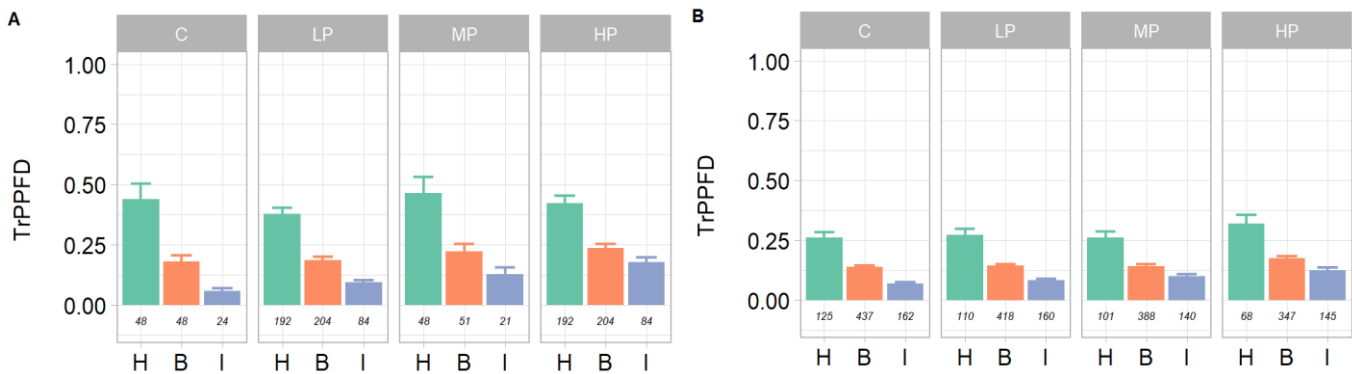 A
C LP MP HP
TrPPFD
1.00
0.75
0.50
0.25
0.00
48 48 24 192 204 84 48 51 21 192 204 84
H B I H B I H B I H B I
B
C LP MP HP
TrPPFD
1.00
0.75
0.50
0.25
0.00
125 437 162 110 418 160 101 388 140 68 347 145
H B I H B I H B I H B I